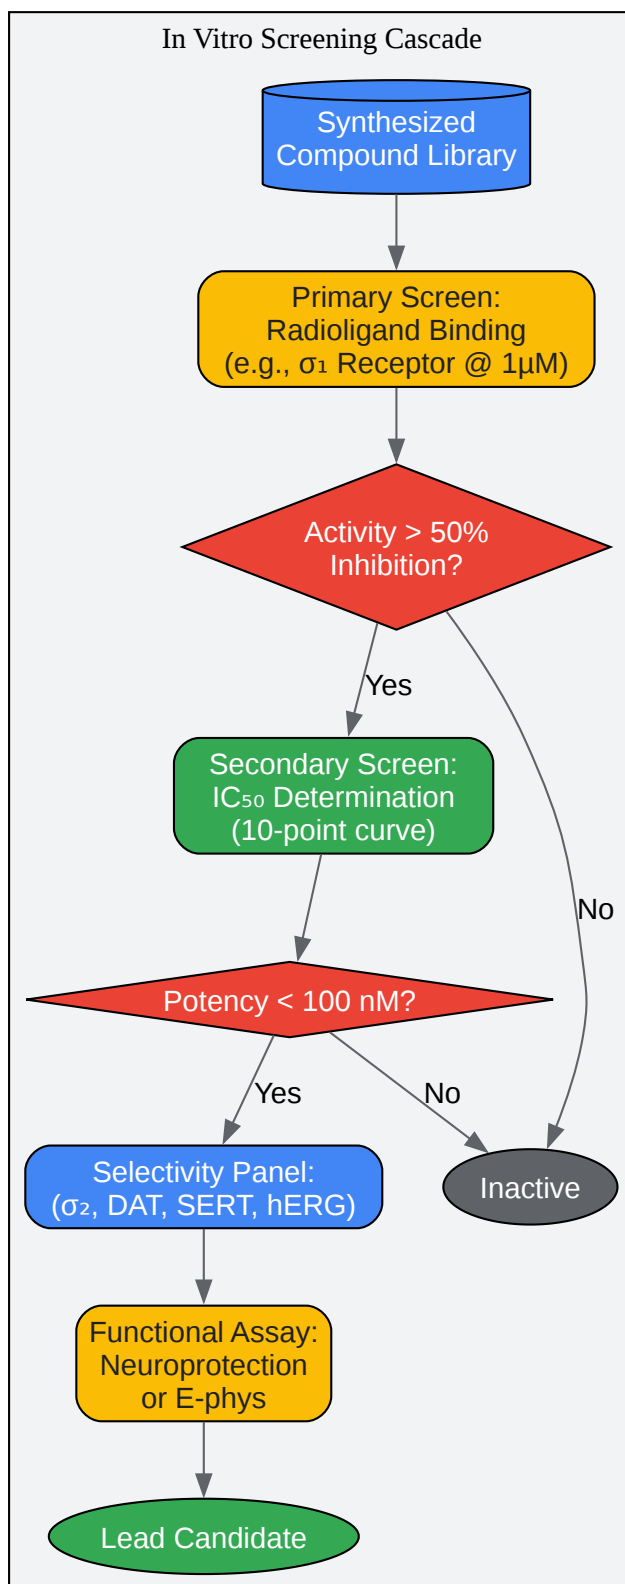 In Vitro Screening Cascade
Synthesized
Compound Library
Primary Screen:
Radioligand Binding
(e.g., σ₁ Receptor @ 1µM)
Activity > 50%
Inhibition?
Yes
Secondary Screen:
IC₅₀ Determination
(10-point curve)
No
Potency < 100 nM?
Yes
No
Selectivity Panel:
(σ₂, DAT, SERT, hERG)
Inactive
Functional Assay:
Neuroprotection
or E-phys
Lead Candidate